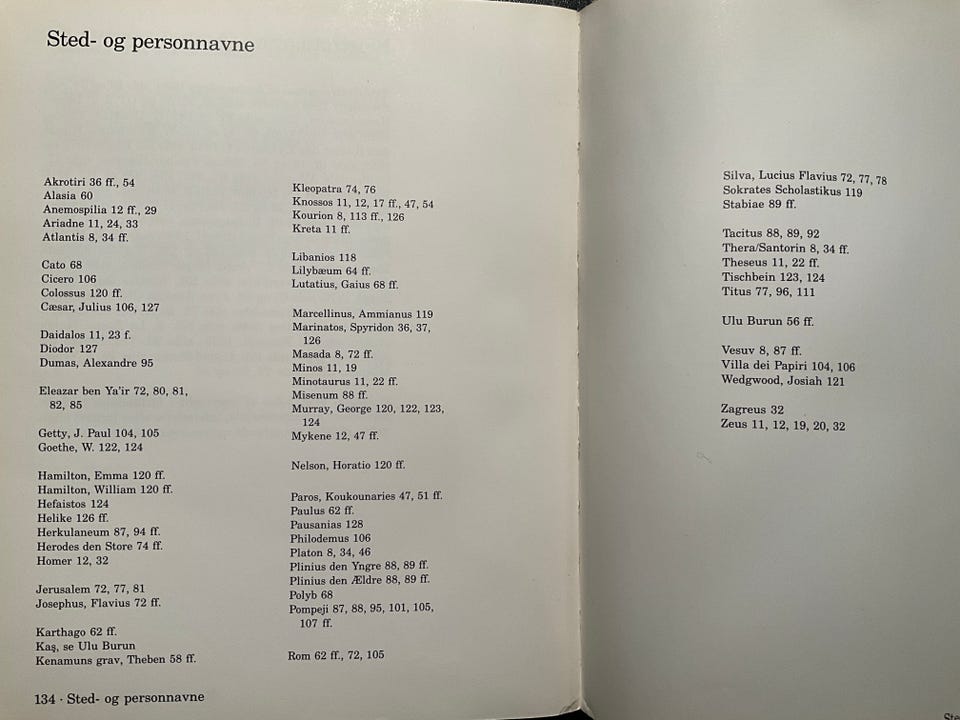 Sted- og personnavne
Akrotiri 36 ff., 54
Alasia 60
Anemospilia 12 ff., 29
Ariadne 11, 24, 33
Atlantis 8, 34 ff.
Cato 68
Cicero 106
Colossus 120 ff.
Cæsar, Julius 106, 127
Daidalos 11, 23 f.
Diodor 127
Dumas, Alexandre 95
Eleazar ben Ya'ir 72, 80, 81,
82, 85
Getty, J. Paul 104, 105
Goethe, W. 122, 124
Hamilton, Emma 120 ff.
Hamilton, William 120 ff.
Hefaistos 124
Helike 126 ff.
Herkulaneum 87, 94 ff.
Herodes den Store 74 ff.
Homer 12, 32
Jerusalem 72, 77, 81
Josephus, Flavius 72 ff.
Karthago 62 ff.
Kaş, se Ulu Burun
Kenamuns grav, Theben 58 ff.
Kleopatra 74, 76
Knossos 11, 12, 17 ff., 47, 54
Kourion 8, 113 ff., 126
Kreta 11 ff.
Libanios 118
Lilybæum 64 ff.
Lutatius, Gaius 68 ff.
Marcellinus, Ammianus 119
Marinatos, Spyridon 36, 37,
126
Masada 8, 72 ff.
Minos 11, 19
Minotaurus 11, 22 ff.
Misenum 88 ff.
Murray, George 120, 122, 123,
124
Mykene 12, 47 ff.
Nelson, Horatio 120 ff.
Paros, Koukounaries 47, 51 ff.
Paulus 62 ff.
Pausanias 128
Philodemus 106
Platon 8, 34, 46
Plinius den Yngre 88, 89 ff.
Plinius den Ældre 88, 89 ff.
Polyb 68
Pompeji 87, 88, 95, 101, 105,
107 ff.
Rom 62 ff., 72, 105
134 · Sted- og personnavne
Silva, Lucius Flavius 72, 77, 78
Sokrates Scholastikus 119
Stabiae 89 ff.
Tacitus 88, 89, 92
Thera/Santorin 8, 34 ff.
Theseus 11, 22 ff.
Tischbein 123, 124
Titus 77, 96, 111
Ulu Burun 56 ff.
Vesuv 8, 87 ff.
Villa dei Papiri 104, 106
Wedgwood, Josiah 121
Zagreus 32
Zeus 11, 12, 19, 20, 32